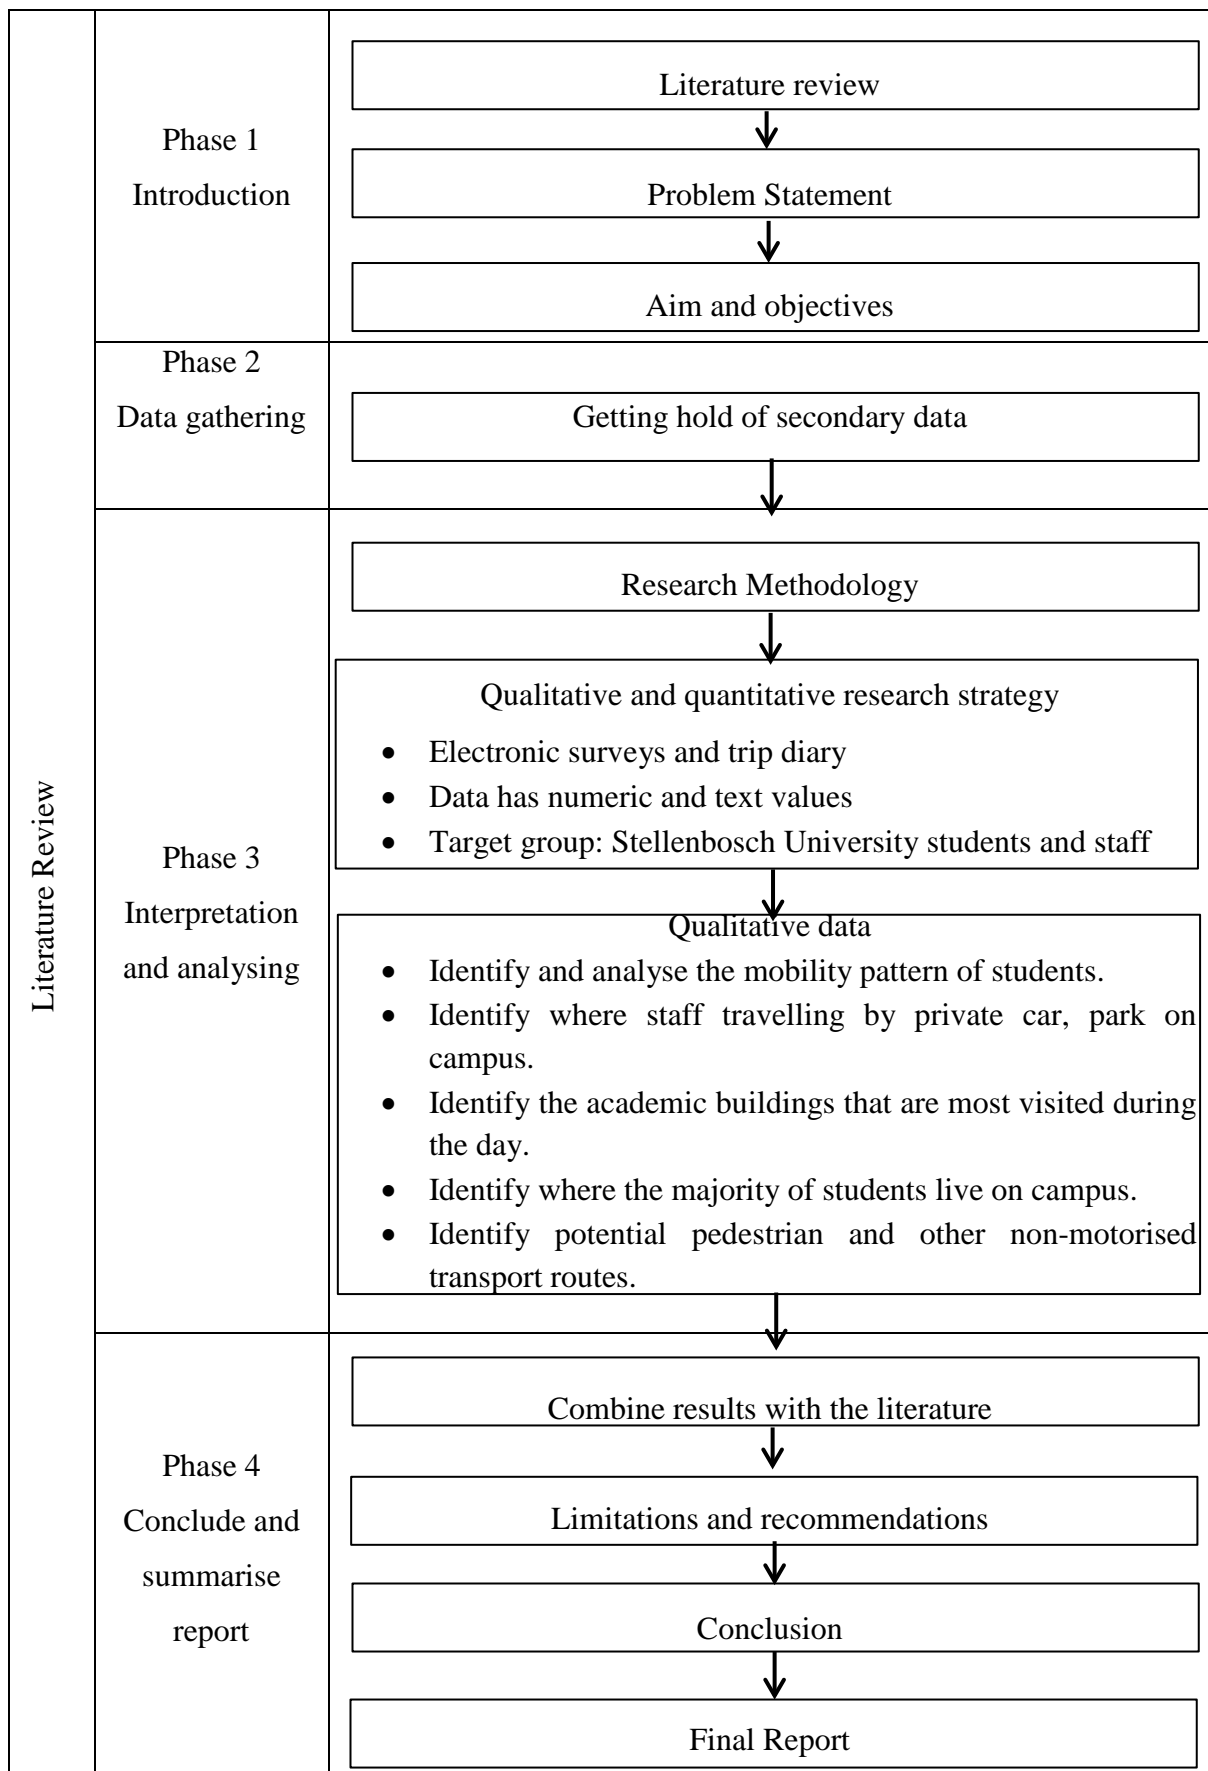 Literature Review
Phase 1
Introduction
Literature review
Problem Statement
Aim and objectives
Phase 2
Data gathering
Getting hold of secondary data
Phase 3
Interpretation
and analysing
Research Methodology
Qualitative and quantitative research strategy
• Electronic surveys and trip diary
• Data has numeric and text values
• Target group: Stellenbosch University students and staff
Qualitative data
• Identify and analyse the mobility pattern of students.
• Identify where staff travelling by private car, park on
campus.
• Identify the academic buildings that are most visited during
the day.
• Identify where the majority of students live on campus.
• Identify potential pedestrian and other non-motorised
transport routes.
Phase 4
Conclude and
summarise
report
Combine results with the literature
Limitations and recommendations
Conclusion
Final Report